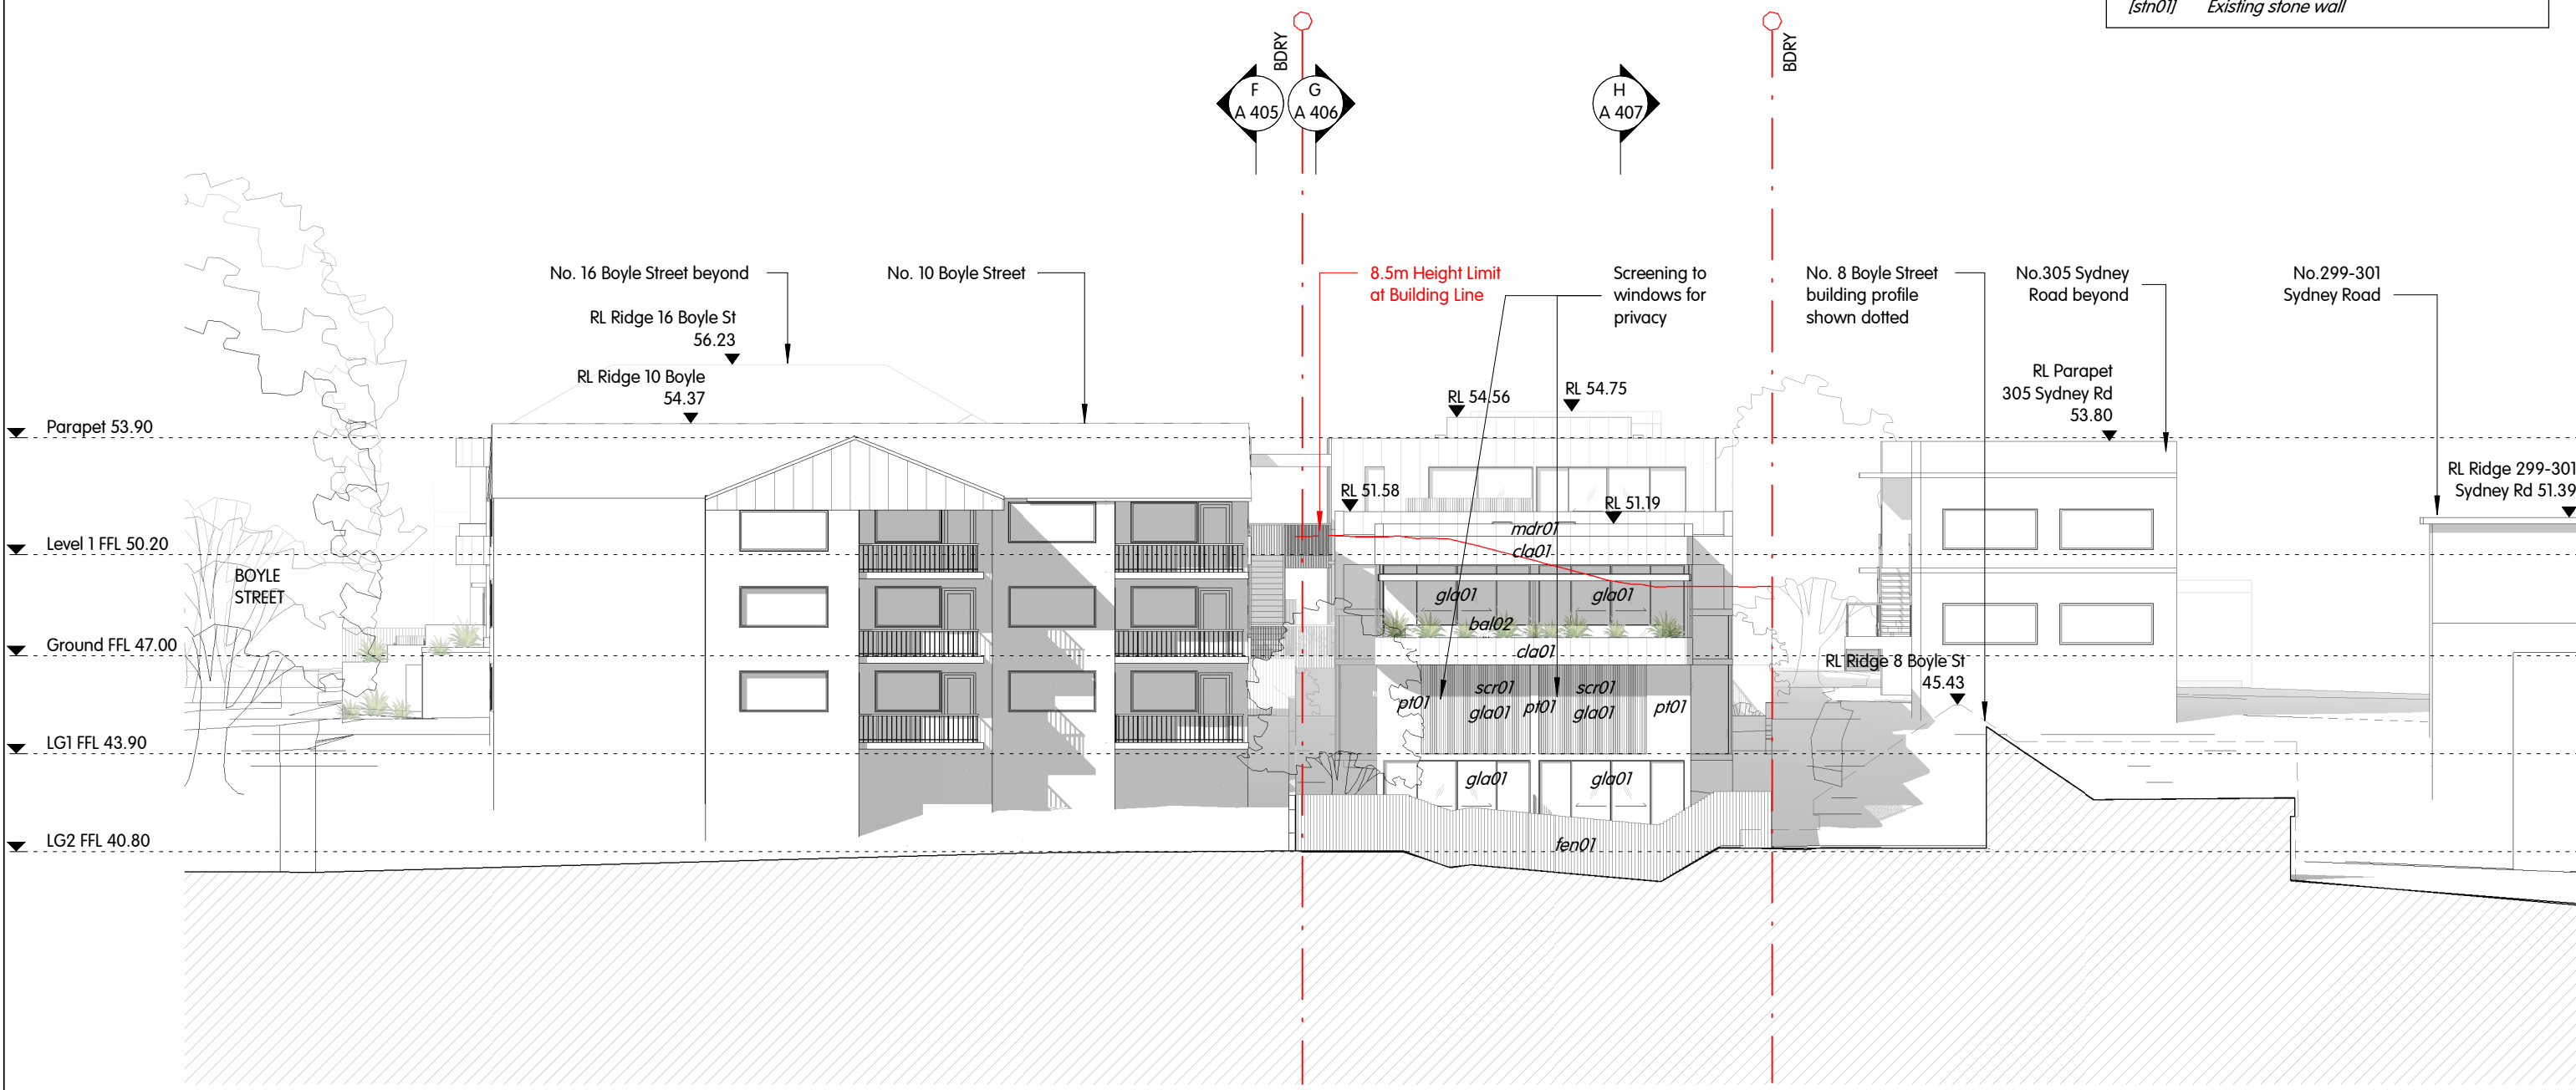 [stn01] Existing stone wall
BDRY
BDRY
F
A 405
G
A 406
H
A 407
No. 16 Boyle Street beyond
No. 10 Boyle Street
8.5m Height Limit
at Building Line
Screening to
windows for
privacy
No. 8 Boyle Street
building profile
shown dotted
No.305 Sydney
Road beyond
No.299-301
Sydney Road
RL Ridge 16 Boyle St
56.23
RL Ridge 10 Boyle
54.37
RL 54.56
RL 54.75
RL Parapet
305 Sydney Rd
53.80
Parapet 53.90
RL Ridge 299-301
Sydney Rd 51.39
RL 51.58
RL 51.19
mdr01
Level 1 FFL 50.20
cla01
BOYLE
STREET
gla01
gla01
bal02
Ground FFL 47.00
cla01
RL Ridge 8 Boyle St
45.43
scr01
scr01
pt01
gla01
pt01
gla01
pt01
LG1 FFL 43.90
gla01
gla01
LG2 FFL 40.80
fen01